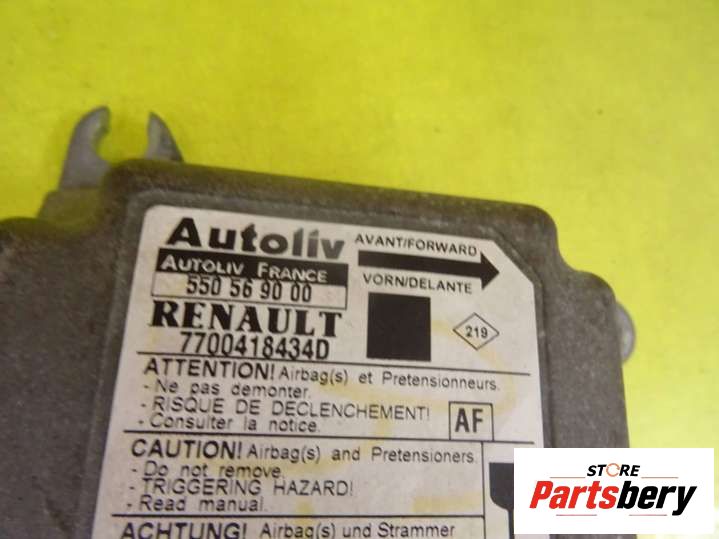 Autoliv
AVANT/FORWARD
AUTOLIV FRANCE
VORN/DELANTE
550 56 90 00
RENAULT
219
7700418434D
ATTENTION! Airbag(s) et Pretensionneurs.
- Ne pas demonter.
- RISQUE DE DECLENCHEMENT!
- Consulter la notice.
AF
CAUTION! Airbag(s) and Pretensioners.
- Do not remove.
- TRIGGERING HAZARD!
- Read manual.
ACHTUNG! Airbag(s) und Strammer
STORE
Partsbery